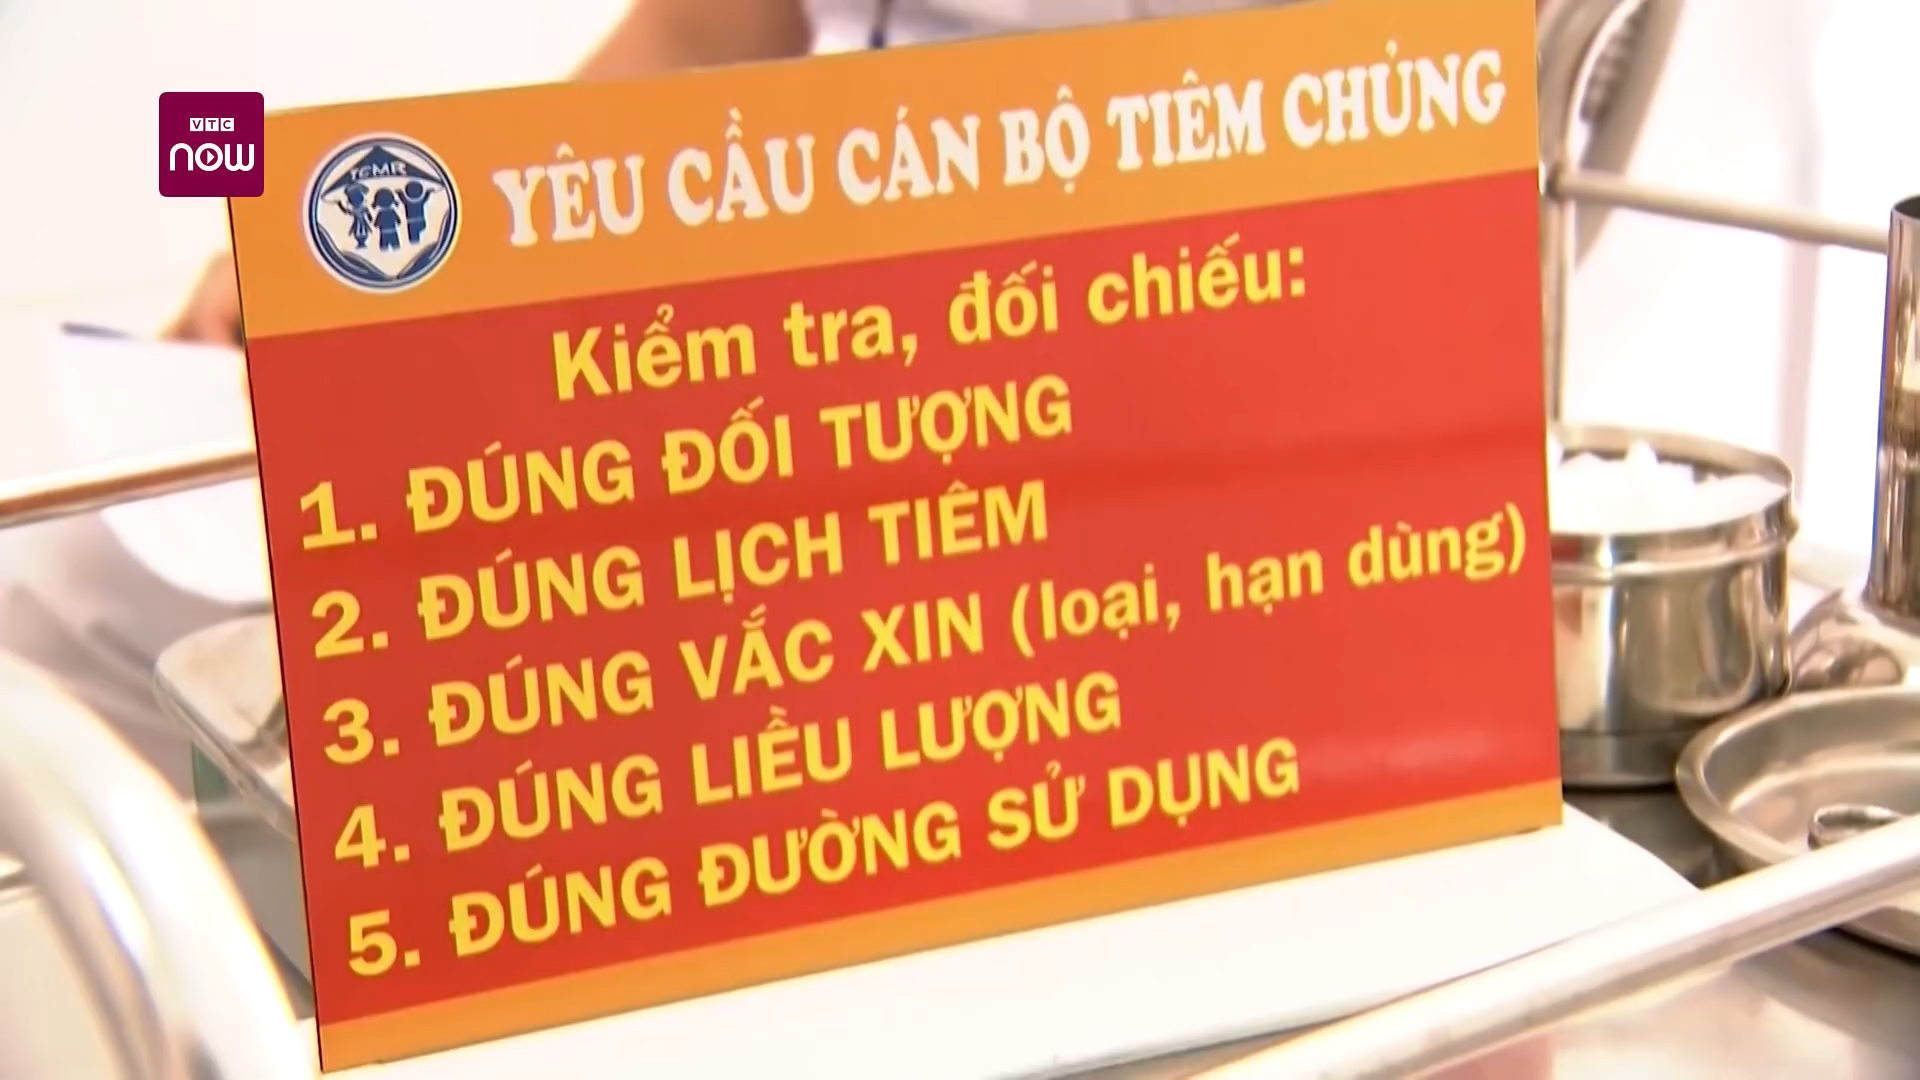 VTC
now
TCMR
YÊU CẦU CÁN BỘ TIÊM CHỦNG
Kiểm tra, đối chiếu:
1. ĐÚNG ĐỐI TƯỢNG
2. ĐÚNG LỊCH TIÊM
3. ĐÚNG VẮC XIN (loại, hạn dùng)
4. ĐÚNG LIỀU LƯỢNG
5. ĐÚNG ĐƯỜNG SỬ DỤNG